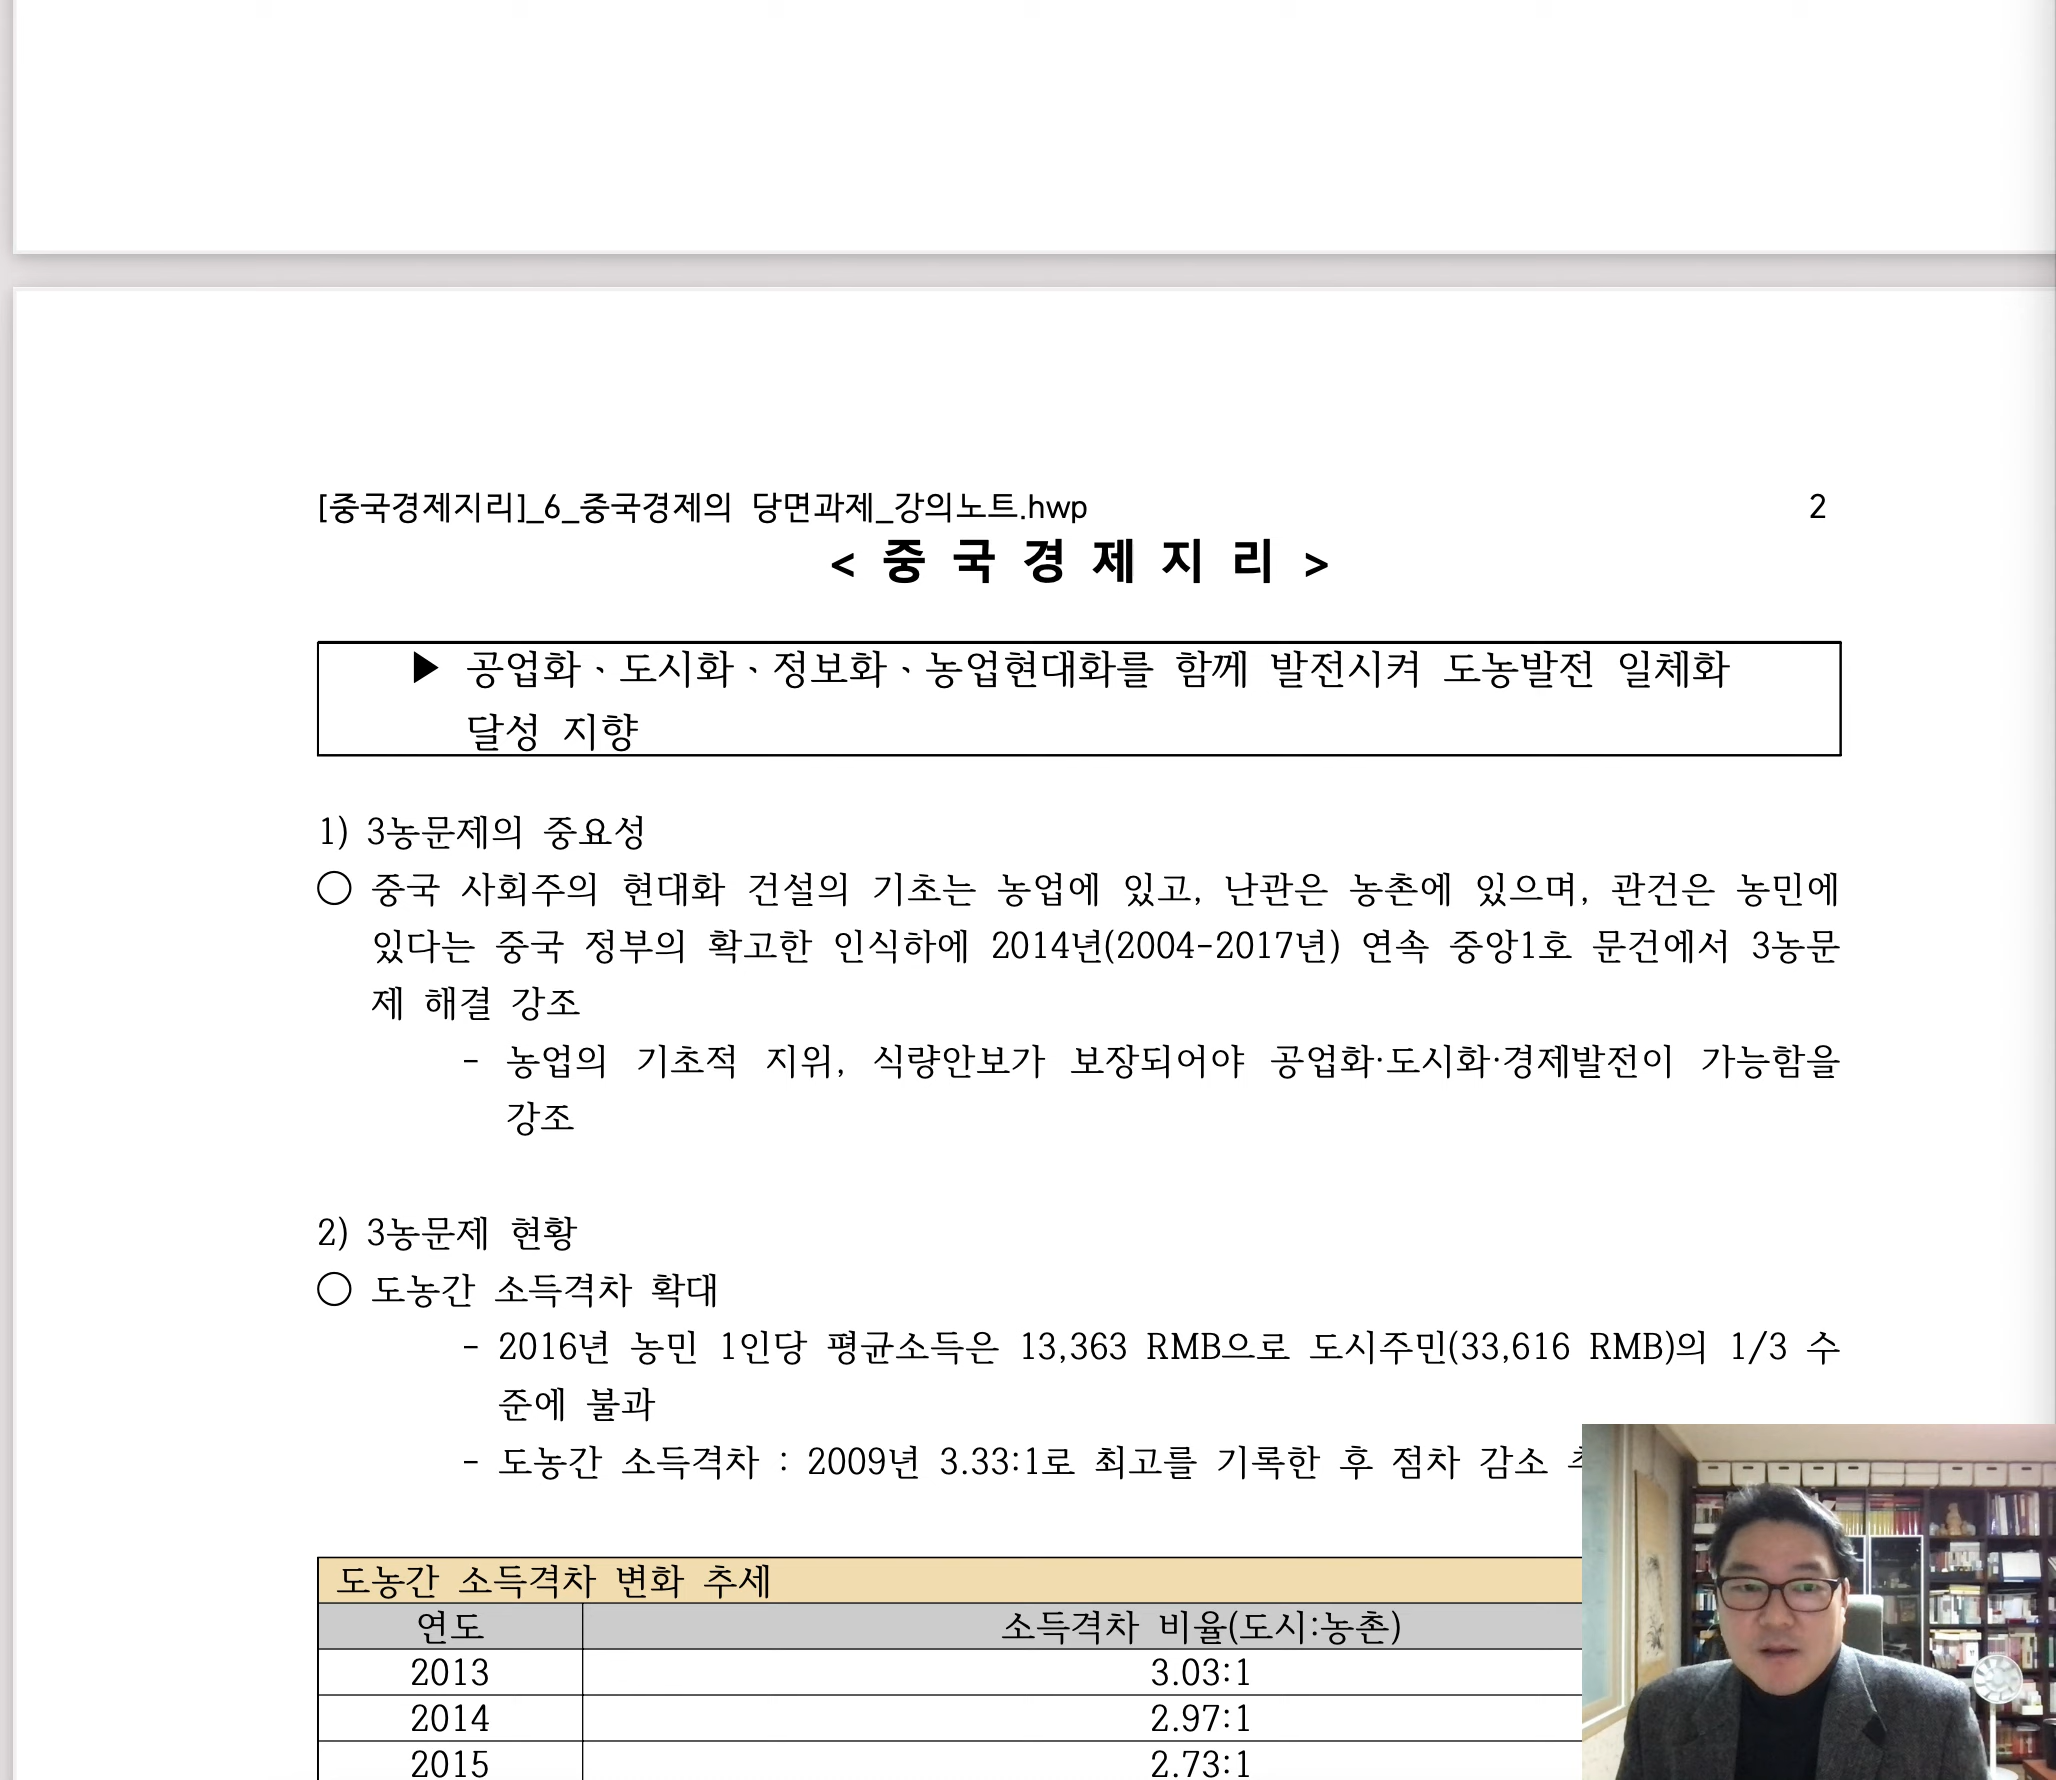 [중국경제지리]_6_중국경제의 당면과제_강의노트.hwp 2
< 중 국 경 제 지 리 >
▶ 공업화、도시화、정보화、농업현대화를 함께 발전시켜 도농발전 일체화
달성 지향
1) 3농문제의 중요성
○ 중국 사회주의 현대화 건설의 기초는 농업에 있고, 난관은 농촌에 있으며, 관건은 농민에
있다는 중국 정부의 확고한 인식하에 2014년(2004-2017년) 연속 중앙1호 문건에서 3농문
제 해결 강조
- 농업의 기초적 지위, 식량안보가 보장되어야 공업화·도시화·경제발전이 가능함을
강조
2) 3농문제 현황
○ 도농간 소득격차 확대
- 2016년 농민 1인당 평균소득은 13,363 RMB으로 도시주민(33,616 RMB)의 1/3 수
준에 불과
- 도농간 소득격차 : 2009년 3.33:1로 최고를 기록한 후 점차 감소
도농간 소득격차 변화 추세
연도 소득격차 비율(도시:농촌)
2013 3.03:1
2014 2.97:1
2015 2.73:1